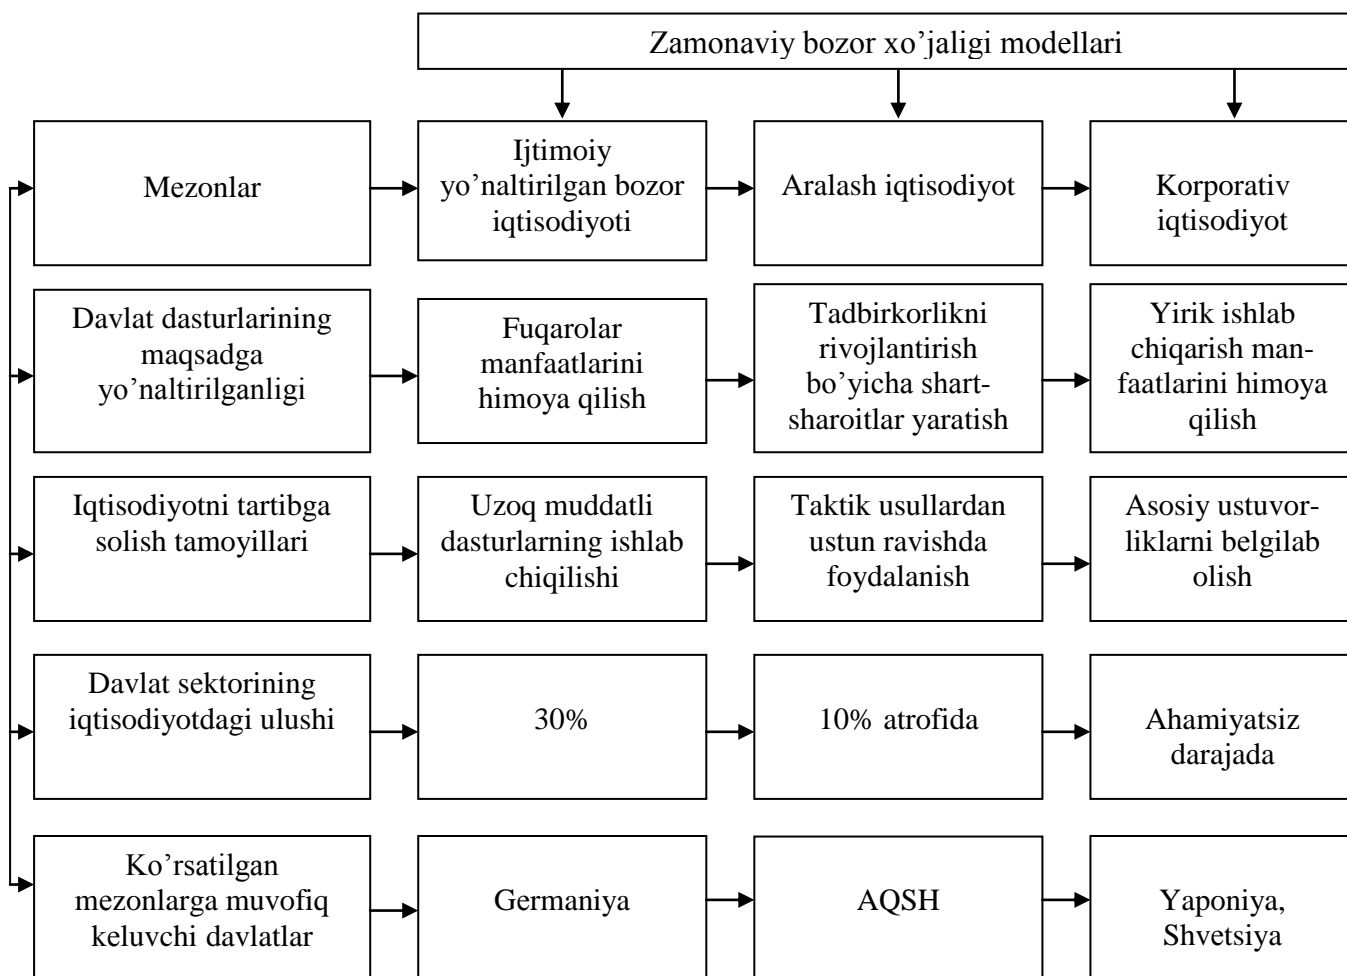 Zamonaviy bozor xo’jaligi modellari
Mezonlar
Ijtimoiy
yo’naltirilgan bozor
iqtisodiyoti
Aralash iqtisodiyot
Korporativ
iqtisodiyot
Davlat dasturlarining
maqsadga
yo’naltirilganligi
Fuqarolar
manfaatlarini
himoya qilish
Tadbirkorlikni
rivojlantirish
bo’yicha shart-
sharoitlar yaratish
Yirik ishlab
chiqarish man-
faatlarini himoya
qilish
Iqtisodiyotni tartibga
solish tamoyillari
Uzoq muddatli
dasturlarning ishlab
chiqilishi
Taktik usullardan
ustun ravishda
foydalanish
Asosiy ustuvor-
liklarni belgilab
olish
Davlat sektorining
iqtisodiyotdagi ulushi
30%
10% atrofida
Ahamiyatsiz
darajada
Ko’rsatilgan
mezonlarga muvofiq
keluvchi davlatlar
Germaniya
AQSH
Yaponiya,
Shvetsiya